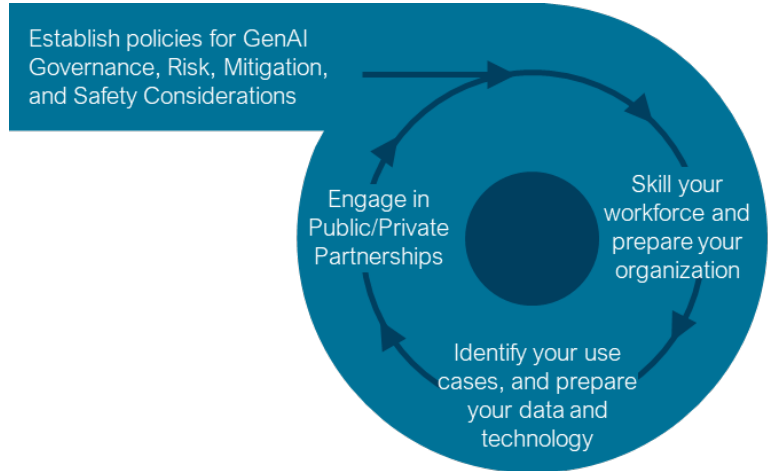 Establish policies for GenAI
Governance, Risk, Mitigation,
and Safety Considerations
Skill your
workforce and
prepare your
organization
Identify your use
cases, and prepare
your data and
technology
Engage in
Public/Private
Partnerships